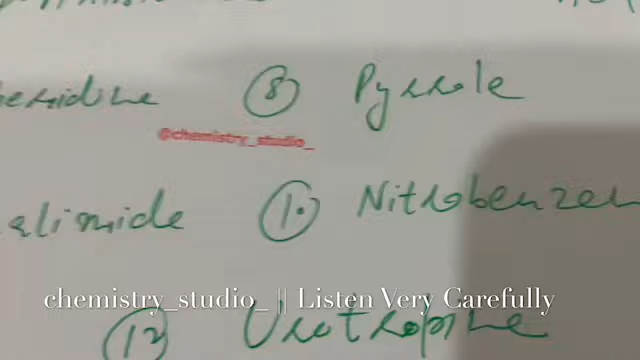 ⑧ Pyrrole
@chemistry_studio_
alimide ⑩ Nitrobenzen
chemistry_studio_ || Listen Very Carefully
⑫ Urotropine